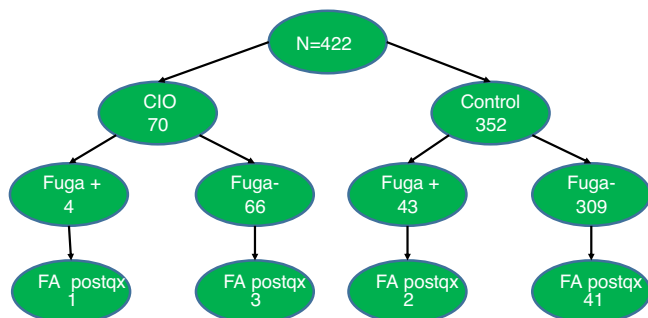 N=422
CIO
70
Control
352
Fuga +
4
Fuga-
66
Fuga +
43
Fuga-
309
FA postqx
1
FA postqx
3
FA postqx
2
FA postqx
41